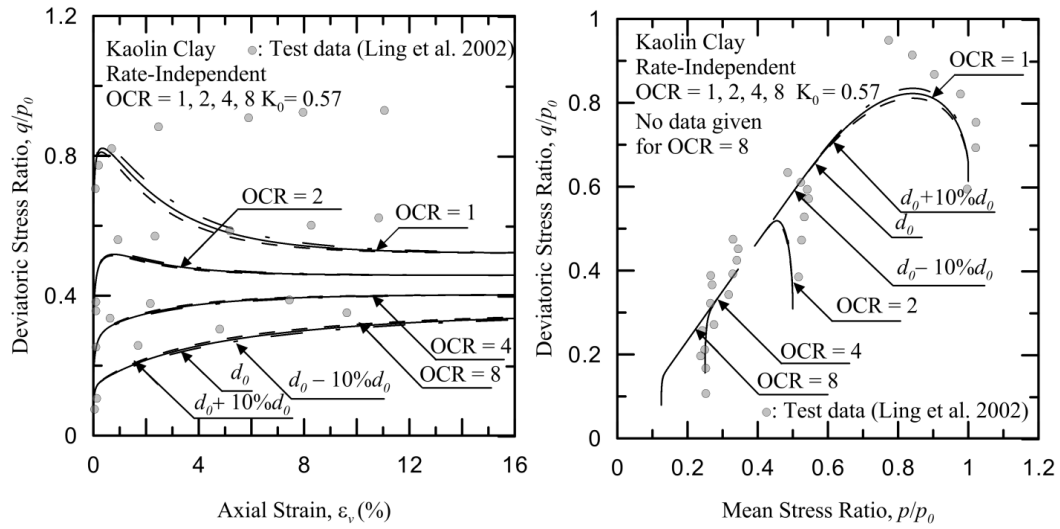 1.2
0.8
0.4
0
Deviatoric Stress Ratio, q/p₀
Kaolin Clay
: Test data (Ling et al. 2002)
Rate-Independent
OCR = 1, 2, 4, 8 K₀ = 0.57
OCR = 2
OCR = 1
OCR = 4
OCR = 8
d₀
d₀ − 10%d₀
d₀ + 10%d₀
0
4
8
12
16
Axial Strain, εᵥ (%)
1
0.8
0.6
0.4
0.2
0
Deviatoric Stress Ratio, q/p₀
Kaolin Clay
Rate-Independent
OCR = 1, 2, 4, 8 K₀ = 0.57
No data given
for OCR = 8
OCR = 1
d₀+10%d₀
d₀
d₀− 10%d₀
OCR = 2
OCR = 4
OCR = 8
: Test data (Ling et al. 2002)
0
0.2
0.4
0.6
0.8
1
1.2
Mean Stress Ratio, p/p₀